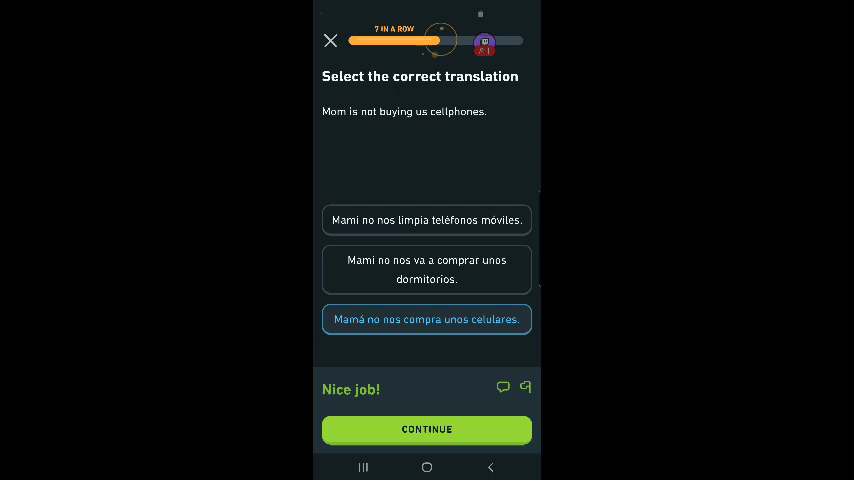 7 IN A ROW
Select the correct translation
Mom is not buying us cellphones.
Mami no nos limpia teléfonos móviles.
Mami no nos va a comprar unos
dormitorios.
Mamá no nos compra unos celulares.
Nice job!
CONTINUE